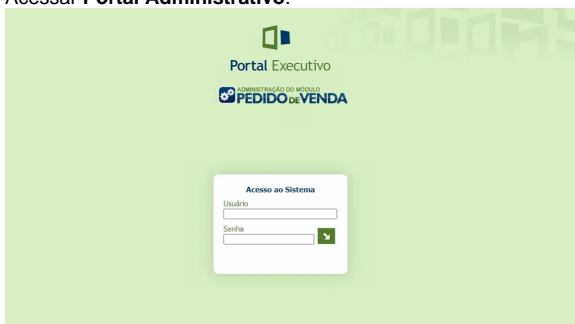 Acessar Portal Administrativo.
Portal Executivo
ADMINISTRAÇÃO DO MÓDULO
PEDIDO DE VENDA
Acesso ao Sistema
Usuário
Senha